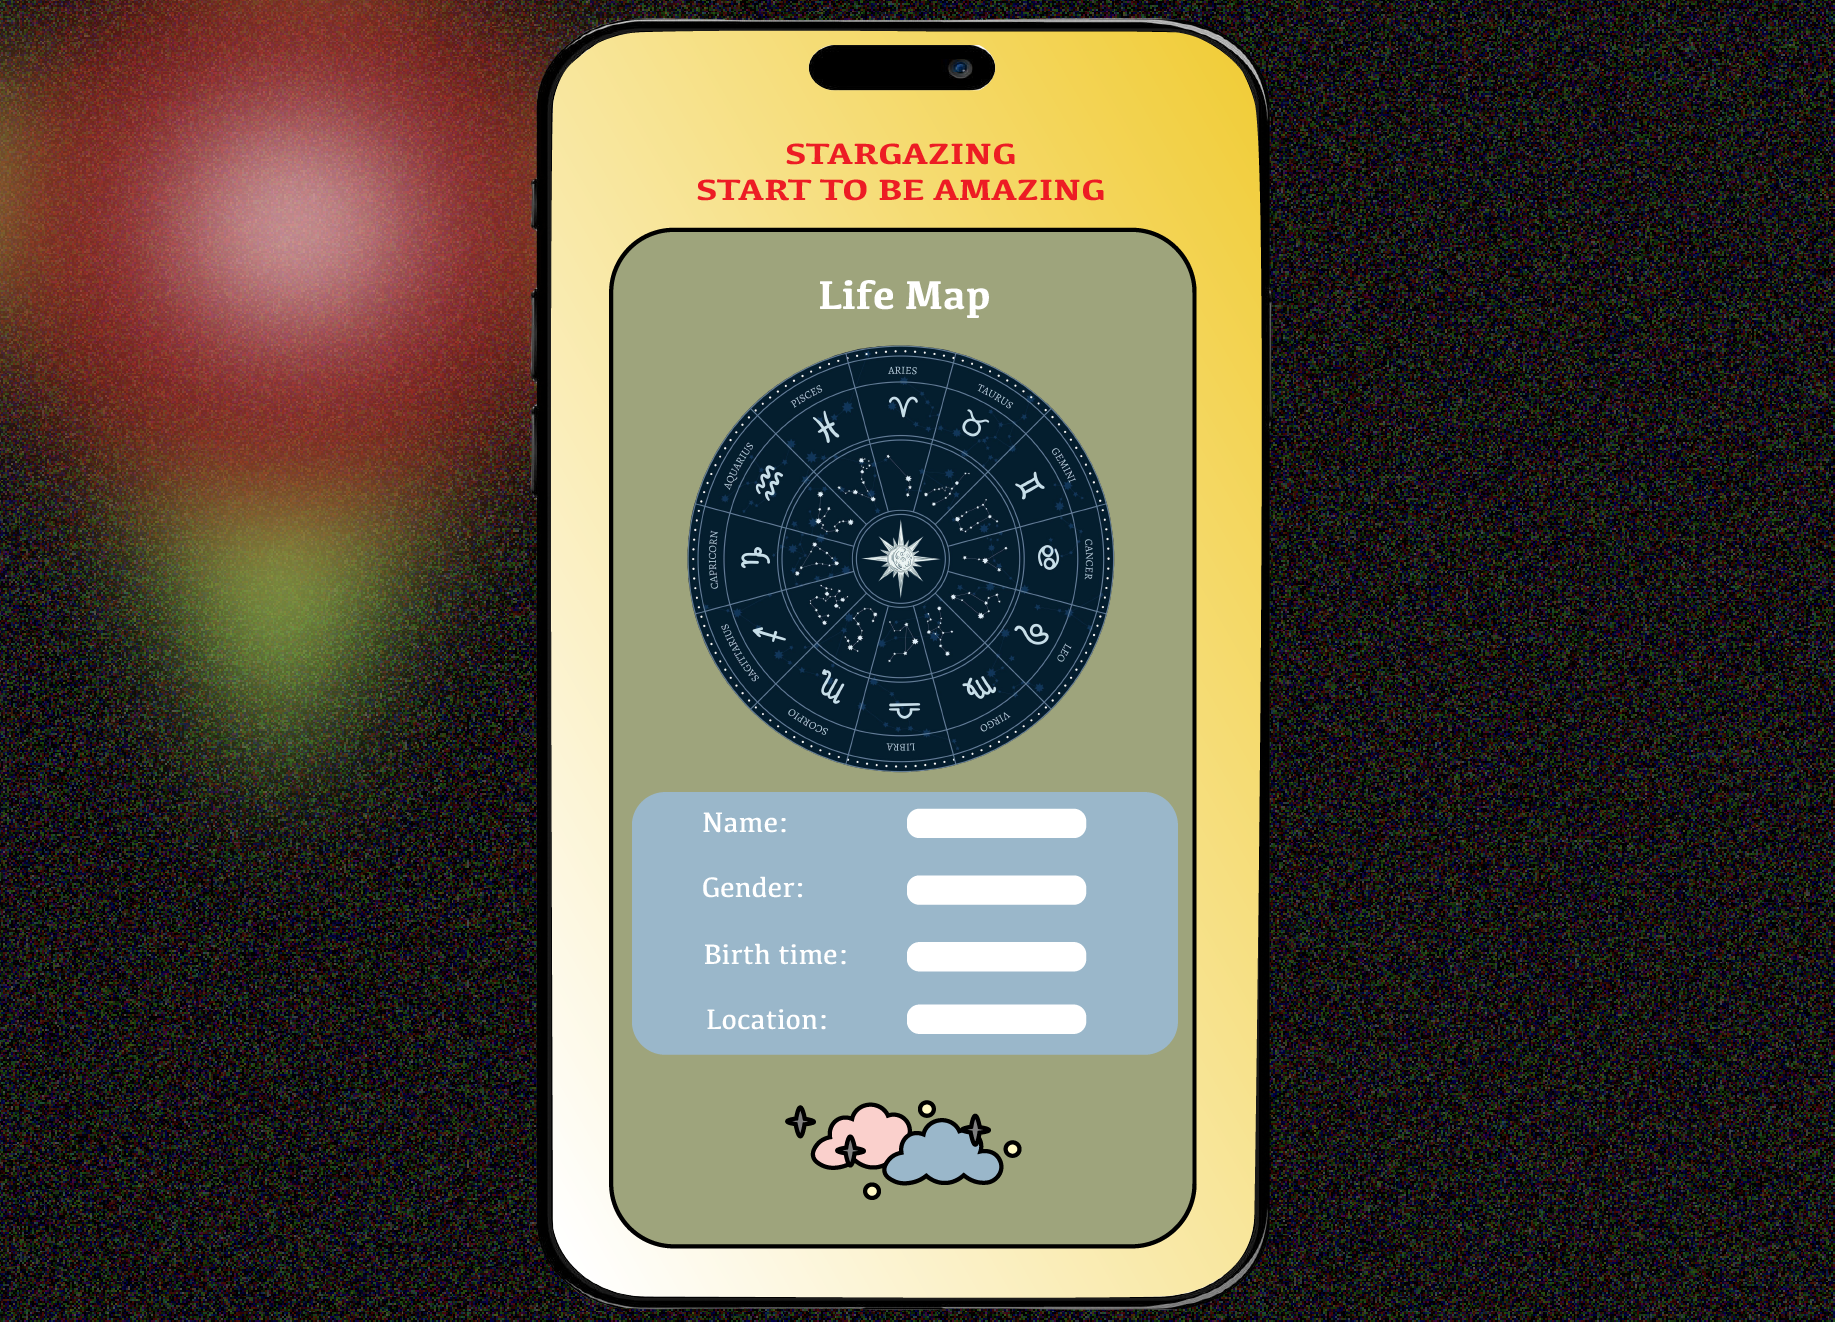 STARGAZING
START TO BE AMAZING
Life Map
ARIES
TAURUS
GEMINI
CANCER
LEO
VIRGO
LIBRA
SCORPIO
SAGITTARIUS
CAPRICORN
AQUARIUS
PISCES
Name:
Gender:
Birth time:
Location: